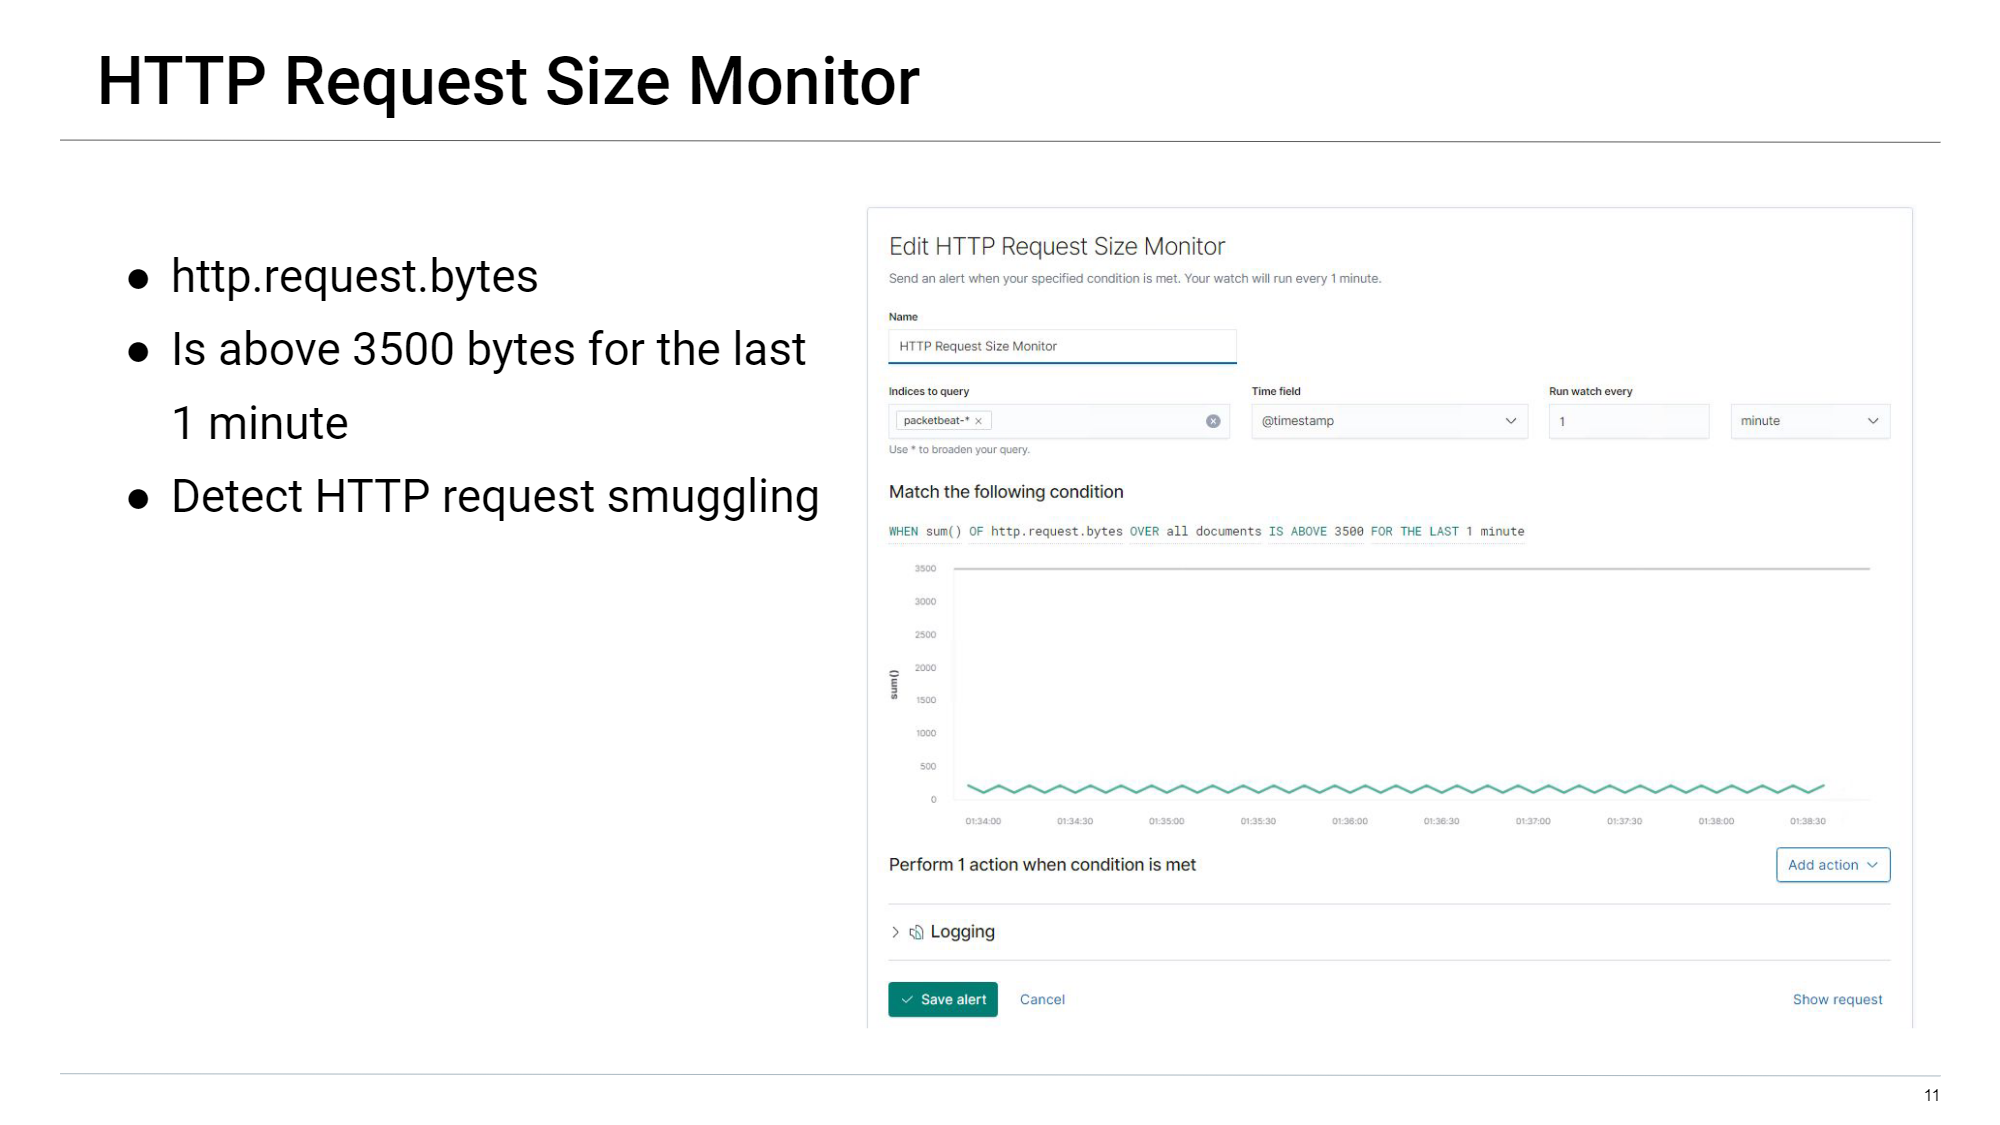 HTTP Request Size Monitor
● http.request.bytes
● Is above 3500 bytes for the last
1 minute
● Detect HTTP request smuggling
Edit HTTP Request Size Monitor
Send an alert when your specified condition is met. Your watch will run every 1 minute.
Name
HTTP Request Size Monitor
Indices to query Time field Run watch every
packetbeat-* × @timestamp 1 minute
Use * to broaden your query.
Match the following condition
WHEN sum() OF http.request.bytes OVER all documents IS ABOVE 3500 FOR THE LAST 1 minute
3500
3000
2500
2000
sum()
1500
1000
500
0
01:34:00 01:34:30 01:35:00 01:35:30 01:36:00 01:36:30 01:37:00 01:37:30 01:38:00 01:38:30
Perform 1 action when condition is met Add action
Logging
Save alert Cancel Show request
11